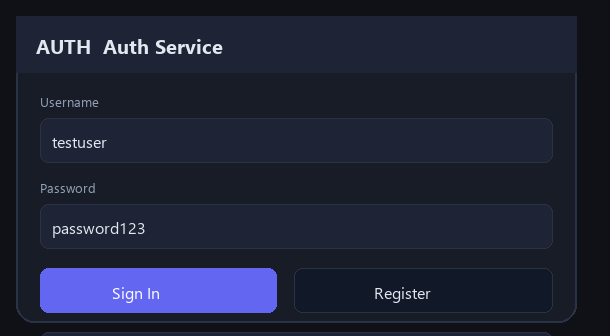 AUTH Auth Service
Username
testuser
Password
password123
Sign In Register